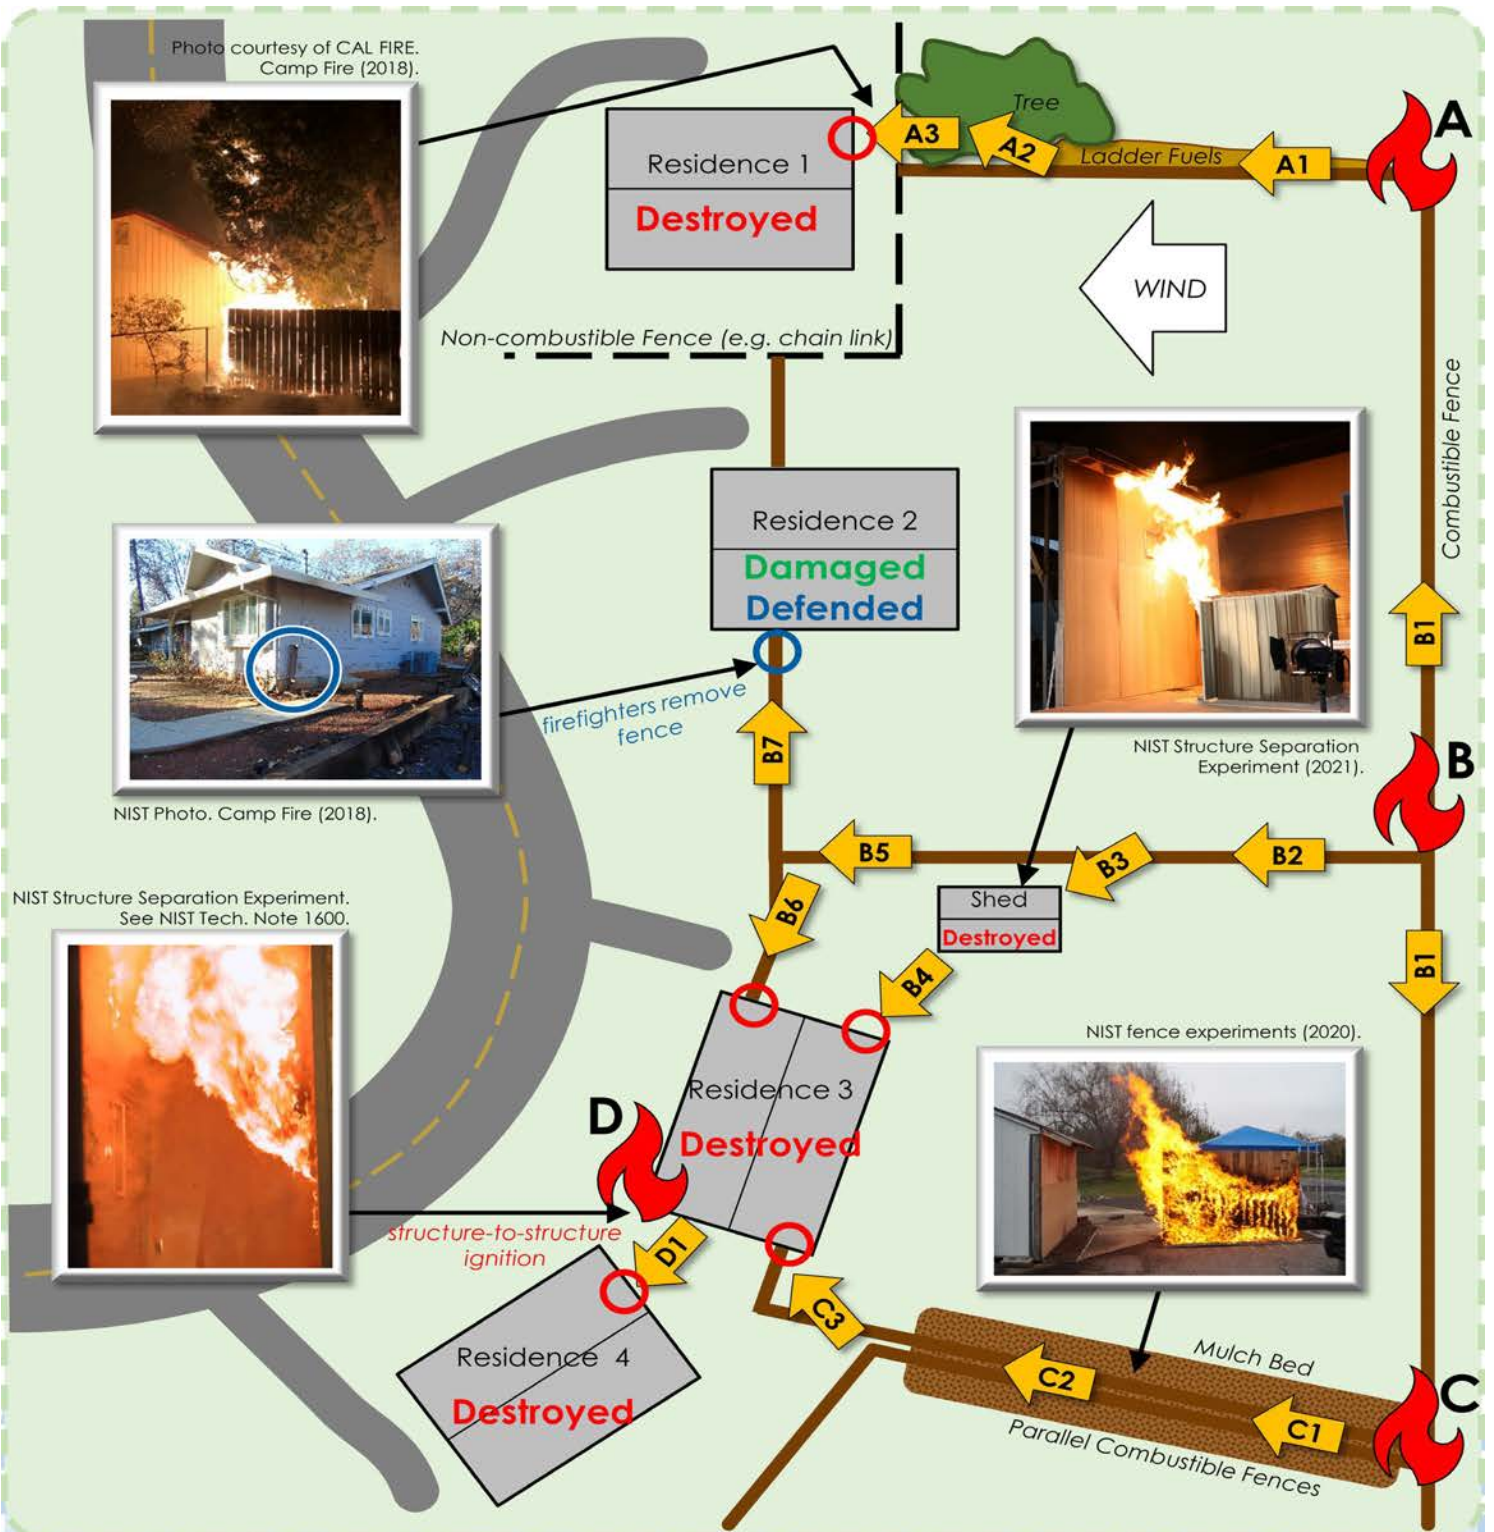 Photo courtesy of CAL FIRE.
Camp Fire (2018).
A
Tree
A3
A2
Ladder Fuels
A1
Residence 1
Destroyed
WIND
Non-combustible Fence (e.g. chain link)
Combustible Fence
Residence 2
Damaged
Defended
B1
firefighters remove
fence
B7
NIST Structure Separation
Experiment (2021).
B
NIST Photo. Camp Fire (2018).
B5
B3
B2
NIST Structure Separation Experiment.
See NIST Tech. Note 1600.
Shed
Destroyed
B6
B4
B1
NIST fence experiments (2020).
Residence 3
D
Destroyed
structure-to-structure
ignition
D1
C3
Residence 4
Destroyed
Mulch Bed
C2
C
C1
Parallel Combustible Fences